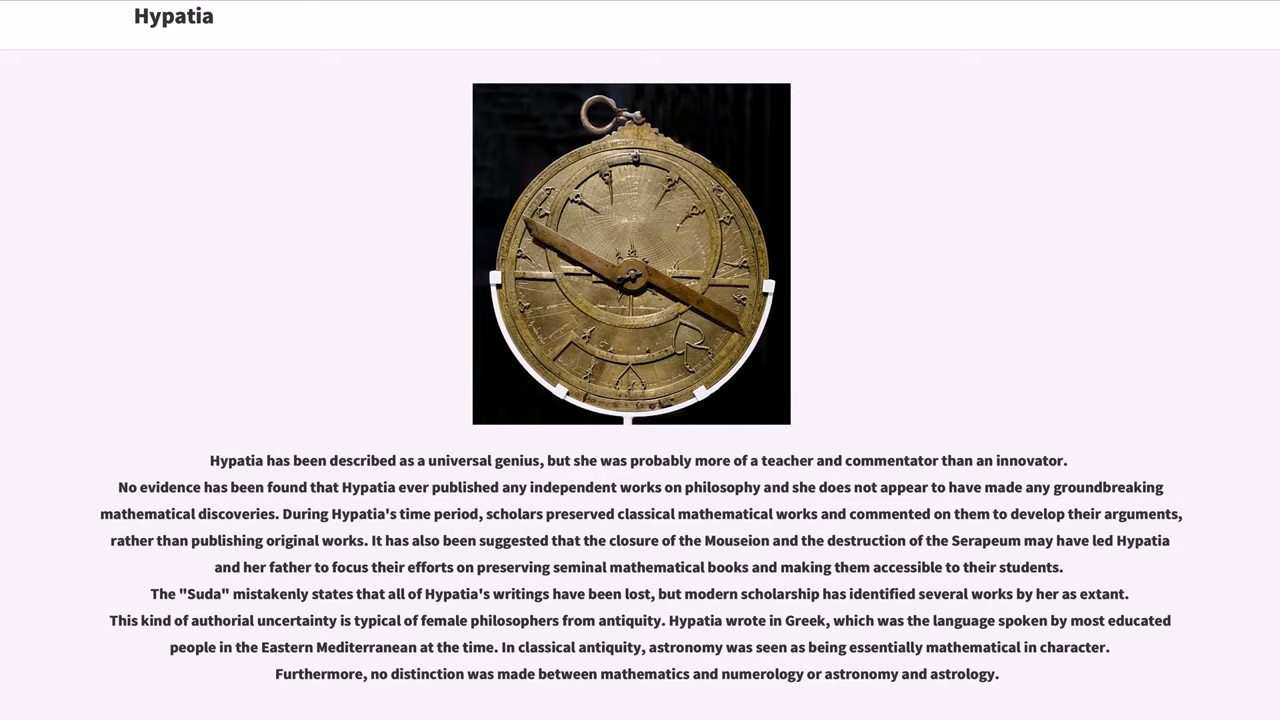 Hypatia
Hypatia has been described as a universal genius, but she was probably more of a teacher and commentator than an innovator.
No evidence has been found that Hypatia ever published any independent works on philosophy and she does not appear to have made any groundbreaking
mathematical discoveries. During Hypatia's time period, scholars preserved classical mathematical works and commented on them to develop their arguments,
rather than publishing original works. It has also been suggested that the closure of the Mouseion and the destruction of the Serapeum may have led Hypatia
and her father to focus their efforts on preserving seminal mathematical books and making them accessible to their students.
The "Suda" mistakenly states that all of Hypatia's writings have been lost, but modern scholarship has identified several works by her as extant.
This kind of authorial uncertainty is typical of female philosophers from antiquity. Hypatia wrote in Greek, which was the language spoken by most educated
people in the Eastern Mediterranean at the time. In classical antiquity, astronomy was seen as being essentially mathematical in character.
Furthermore, no distinction was made between mathematics and numerology or astronomy and astrology.